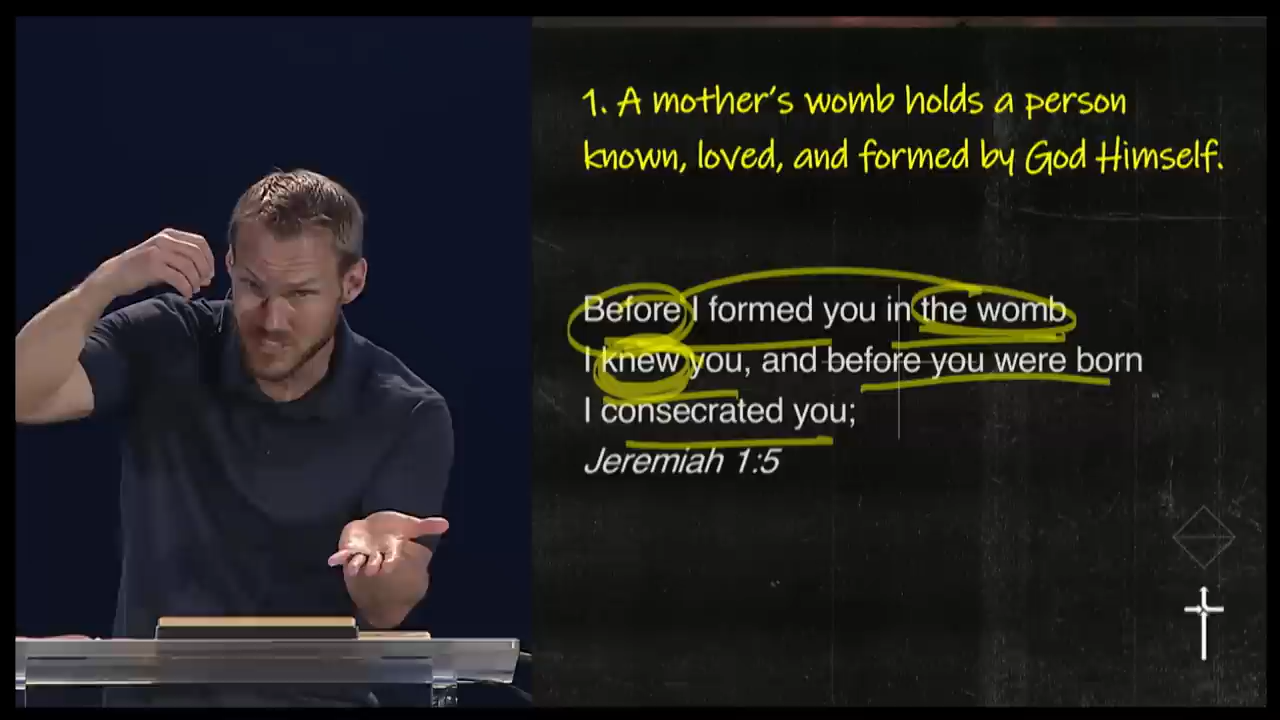 1. A mother's womb holds a person
known, loved, and formed by God Himself.
Before I formed you in the womb
I knew you, and before you were born
I consecrated you;
Jeremiah 1:5